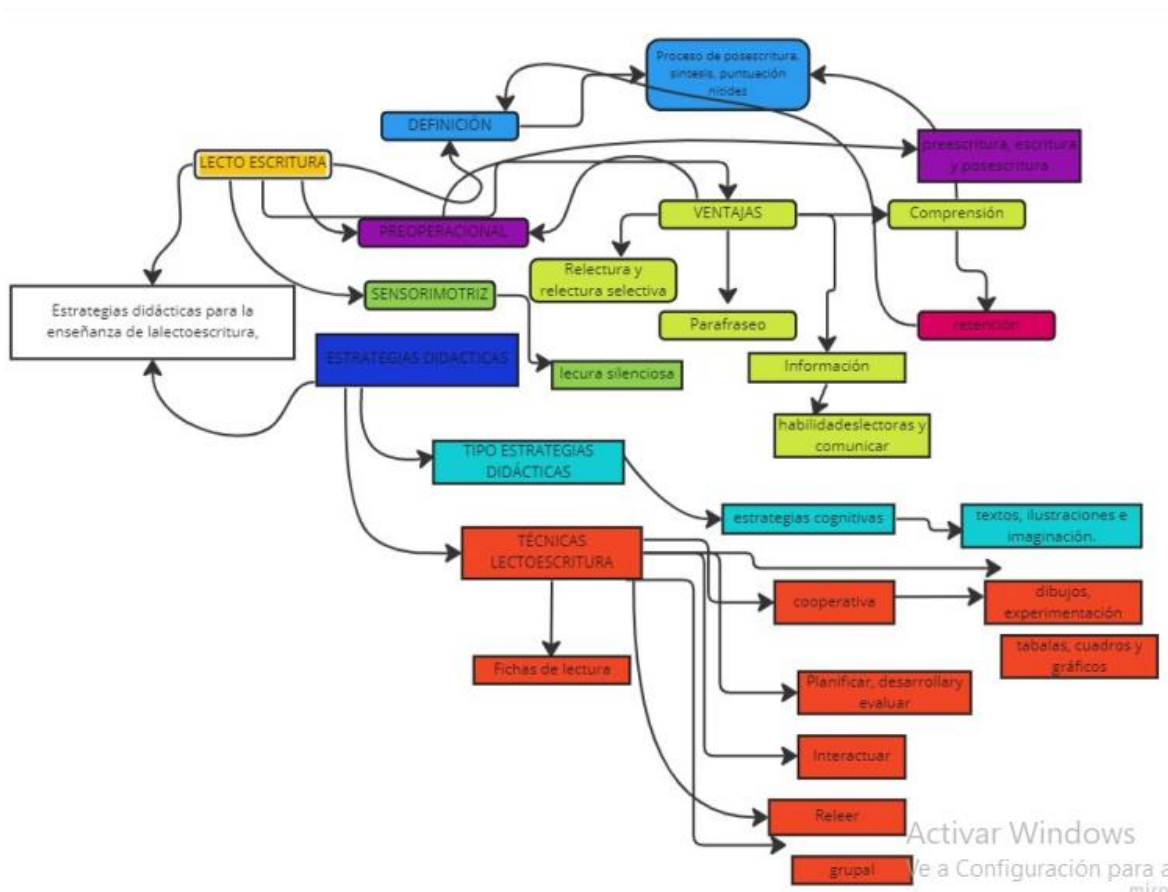 Proceso de posescritura,
sintesis, puntuación
nitidez
DEFINICIÓN
preescritura, escritura
y posescritura
LECTO ESCRITURA
VENTAJAS
Comprensión
PREOPERACIONAL
Relectura y
relectura selectiva
SENSORIMOTRIZ
Estrategias didácticas para la
enseñanza de lalectoescritura,
Parafraseo
retención
ESTRATEGIAS DIDACTICAS
lecura silenciosa
Información
habilidadeslectoras y
comunicar
TIPO ESTRATEGIAS
DIDÁCTICAS
estrategias cognitivas
textos, ilustraciones e
imaginación.
TÉCNICAS
LECTOESCRITURA
cooperativa
dibujos,
experimentación
tabalas, cuadros y
gráficos
Fichas de lectura
Planificar, desarrollary
evaluar
Interactuar
Releer
grupal
Activar Windows
Ve a Configuración para a